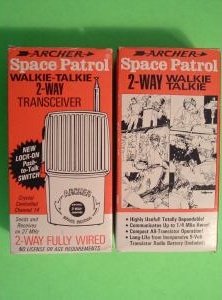 ARCHER
Space Patrol
WALKIE-TALKIE
2-WAY
TRANSCEIVER
NEW
LOCK-ON
Push-
to-Talk
SWITCH
Crystal
Controlled
Channel 14
Sends and
Receives
on 27 MHz
2-WAY FULLY WIRED
NO LICENSE OR AGE REQUIREMENTS
ARCHER
Space Patrol
2-WAY WALKIE
TALKIE
• Highly Useful! Totally Dependable!
• Communicates Up to 1/4 Mile Away!
• Compact All-Transistor Operation!
• Long-Life from Inexpensive 9-Volt
Transistor Radio Battery (Included)